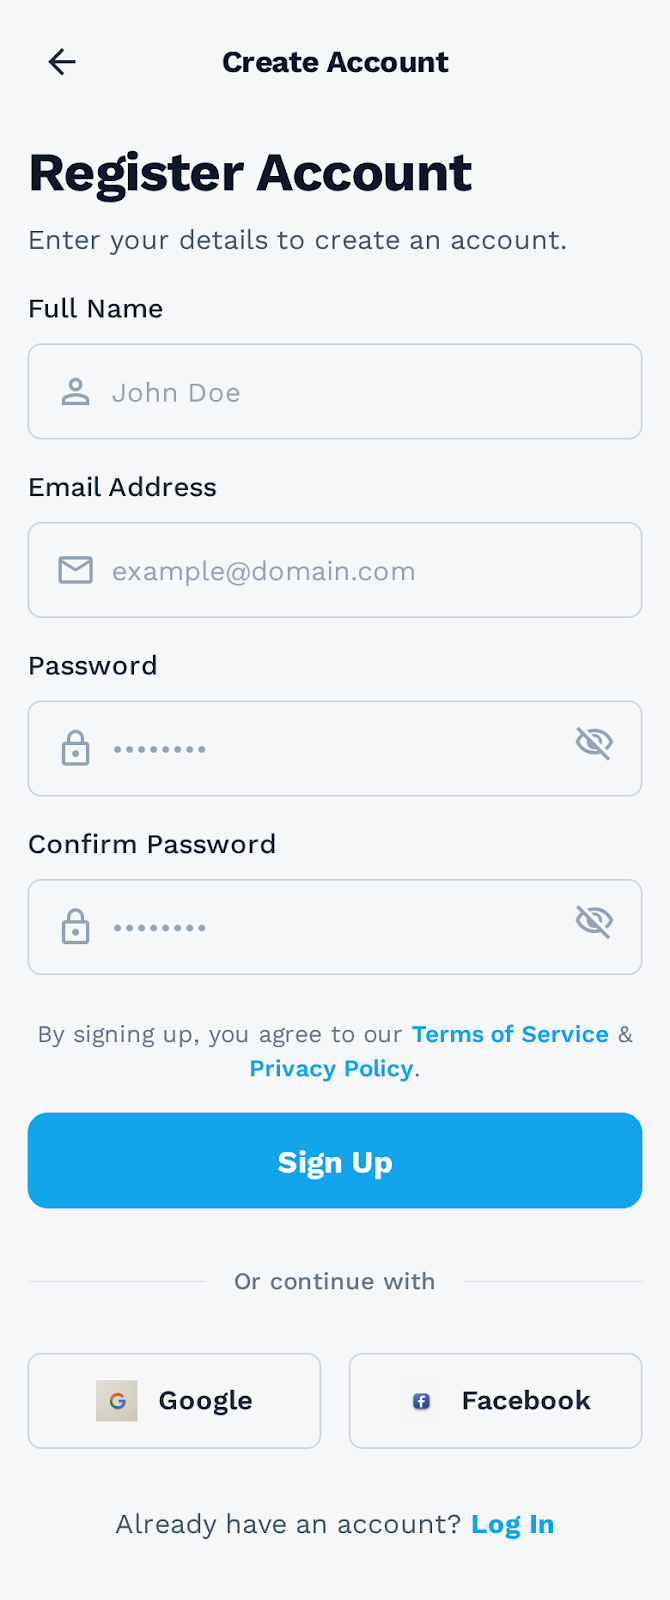 Create Account
Register Account
Enter your details to create an account.
Full Name
John Doe
Email Address
example@domain.com
Password
••••••••
Confirm Password
••••••••
By signing up, you agree to our Terms of Service &
Privacy Policy.
Sign Up
Or continue with
G Google
f Facebook
Already have an account? Log In